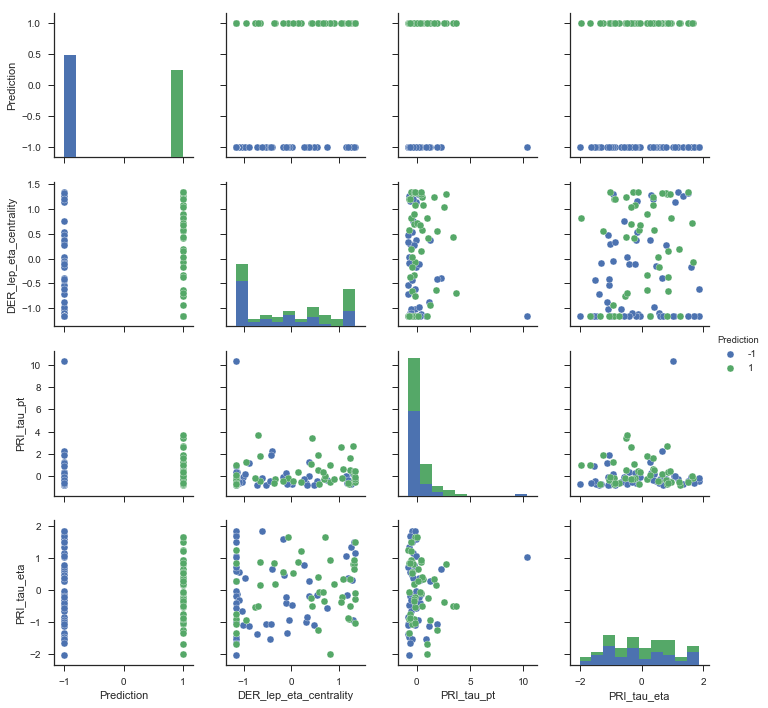 Prediction
1.0
0.5
0.0
−0.5
−1.0
DER_lep_eta_centrality
1.5
1.0
0.5
0.0
−0.5
−1.0
Prediction
-1
1
PRI_tau_pt
10
8
6
4
2
0
PRI_tau_eta
2
1
0
−1
−2
−1 0 1
−1 0 1
0 5 10
−2 0 2
Prediction
DER_lep_eta_centrality
PRI_tau_pt
PRI_tau_eta